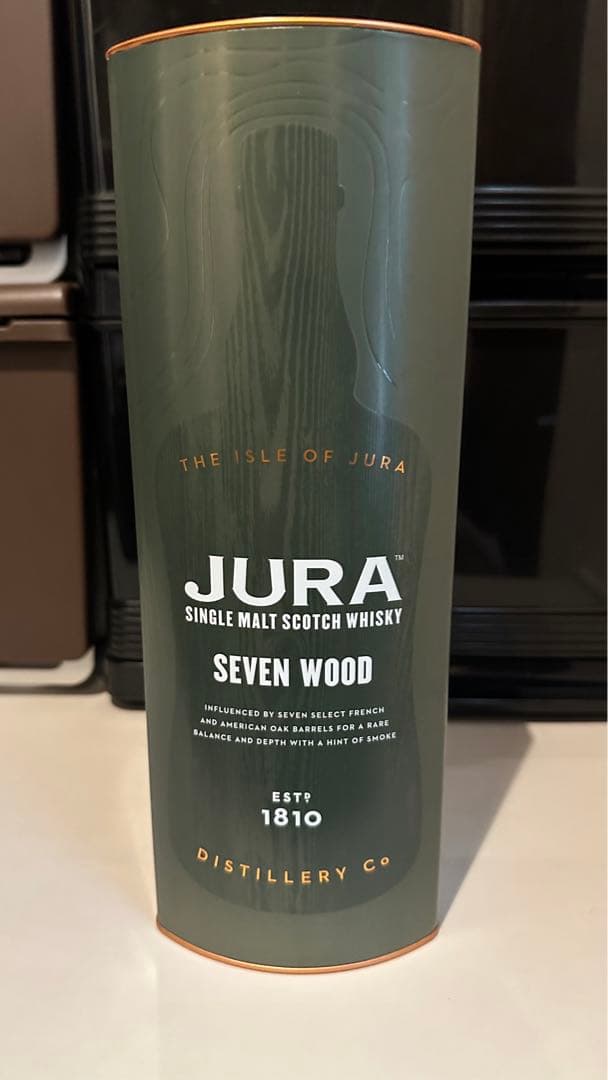 THE ISLE OF JURA
JURA™
SINGLE MALT SCOTCH WHISKY
SEVEN WOOD
INFLUENCED BY SEVEN SELECT FRENCH
AND AMERICAN OAK BARRELS FOR A RARE
BALANCE AND DEPTH WITH A HINT OF SMOKE
ESTD
1810
DISTILLERY Co